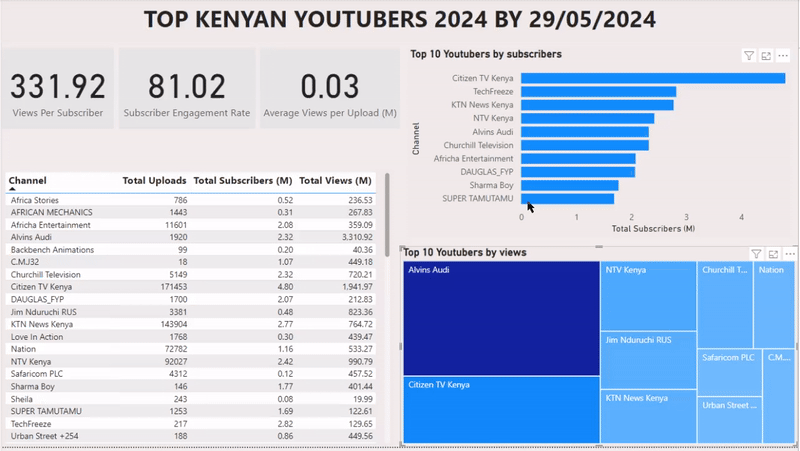 TOP KENYAN YOUTUBERS 2024 BY 29/05/2024
331.92
Views Per Subscriber
81.02
Subscriber Engagement Rate
0.03
Average Views per Upload (M)
Top 10 Youtubers by subscribers
Channel
Citizen TV Kenya
TechFreeze
KTN News Kenya
NTV Kenya
Alvins Audi
Churchill Television
Africha Entertainment
DAUGLAS_FYP
Sharma Boy
SUPER TAMUTAMU
0 1 2 3 4
Total Subscribers (M)
Channel Total Uploads Total Subscribers (M) Total Views (M)
Africa Stories 786 0.52 236.53
AFRICAN MECHANICS 1443 0.31 267.83
Africha Entertainment 11601 2.08 359.09
Alvins Audi 1920 2.32 3,310.92
Backbench Animations 99 0.20 40.36
C.M.J32 18 1.07 449.18
Churchill Television 5149 2.32 720.21
Citizen TV Kenya 171453 4.80 1,941.97
DAUGLAS_FYP 1700 2.07 212.83
Jim Nduruchi RUS 3381 0.48 823.36
KTN News Kenya 143904 2.77 764.72
Love In Action 1768 0.30 439.47
Nation 72782 1.16 533.27
NTV Kenya 92027 2.42 990.79
Safaricom PLC 4312 0.12 457.52
Sharma Boy 146 1.77 401.44
Sheila 243 0.08 19.99
SUPER TAMUTAMU 1253 1.69 122.61
TechFreeze 217 2.82 129.65
Urban Street +254 188 0.86 449.56
Top 10 Youtubers by views
Alvins Audi
Citizen TV Kenya
NTV Kenya
Jim Nduruchi RUS
KTN News Kenya
Churchill T...
Nation
Safaricom PLC
C.M....
Urban Street ...